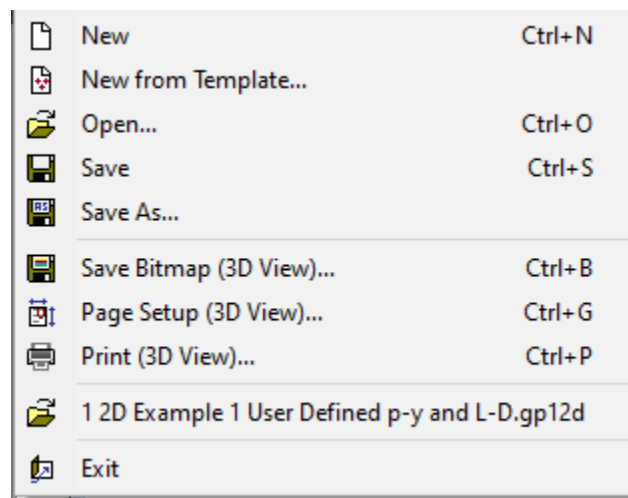 New Ctrl+N
New from Template...
Open... Ctrl+O
Save Ctrl+S
Save As...
Save Bitmap (3D View)... Ctrl+B
Page Setup (3D View)... Ctrl+G
Print (3D View)... Ctrl+P
1 2D Example 1 User Defined p-y and L-D.gp12d
Exit